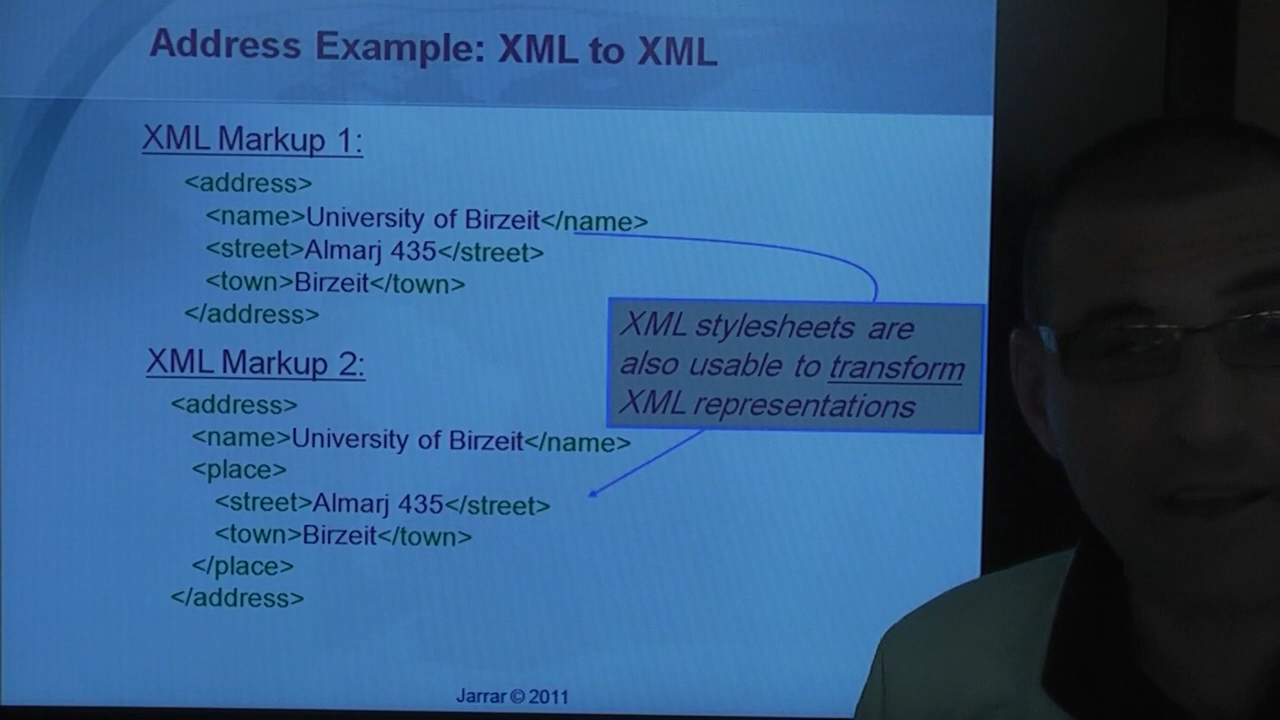 Address Example: XML to XML
XML Markup 1:
<address>
<name>University of Birzeit</name>
<street>Almarj 435</street>
<town>Birzeit</town>
</address>
XML stylesheets are
also usable to transform
XML representations
XML Markup 2:
<address>
<name>University of Birzeit</name>
<place>
<street>Almarj 435</street>
<town>Birzeit</town>
</place>
</address>
Jarrar © 2011